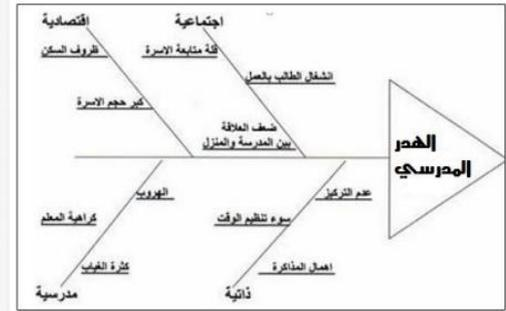 اجتماعية
اقتصادية
قلة متابعة الاسرة
ظروف السكن
انشغال الطالب بالعمل
كبر حجم الاسرة
ضعف العلاقة
بين المدرسة والمنزل
الهدر
المدرسي
عدم التركيز
الهروب
سوء تنظيم الوقت
كراهية المعلم
اهمال المذاكرة
كثرة الغياب
ذاتية
مدرسية